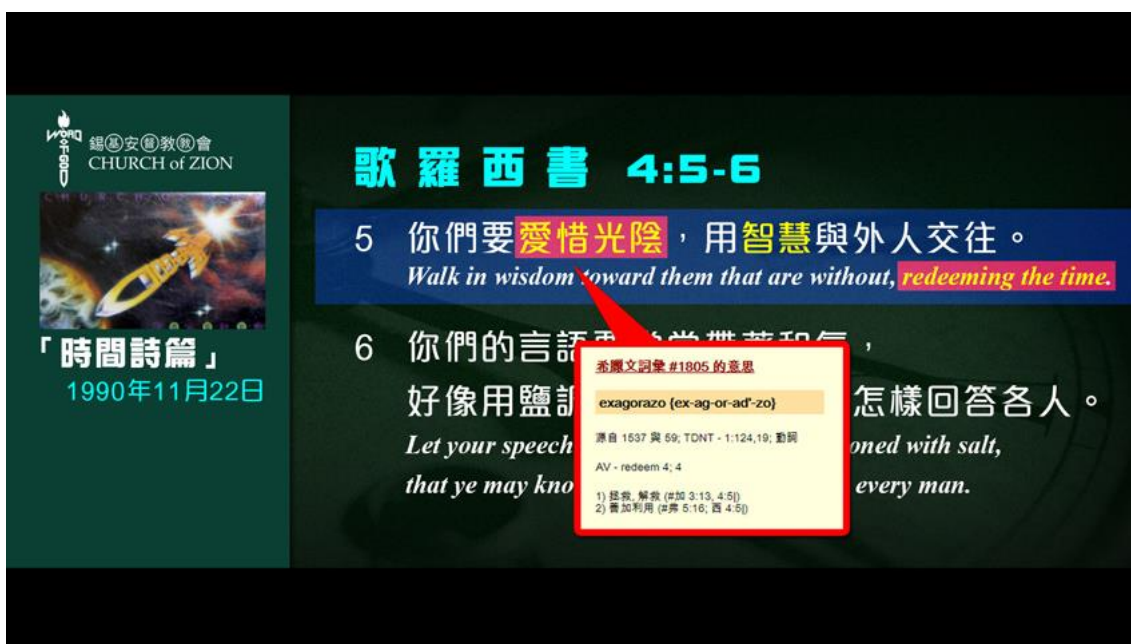 WORD OF GOD
錫基安督教教會
CHURCH of ZION
「時間詩篇」
1990年11月22日
歌羅西書 4:5-6
5 你們要愛惜光陰，用智慧與外人交往。
Walk in wisdom toward them that are without, redeeming the time.
6 你們的言語 ，
好像用鹽 怎樣回答各人。
Let your speech oned with salt,
that ye may kno every man.
希臘文詞彙 #1805 的意思
exagorazo {ex-ag-or-ad'-zo}
源自 1537 與 59; TDNT - 1:124,19; 動詞
AV - redeem 4; 4
1) 拯救, 解救 (#加 3:13, 4:5|)
2) 善加利用 (#弗 5:16; 西 4:5|)